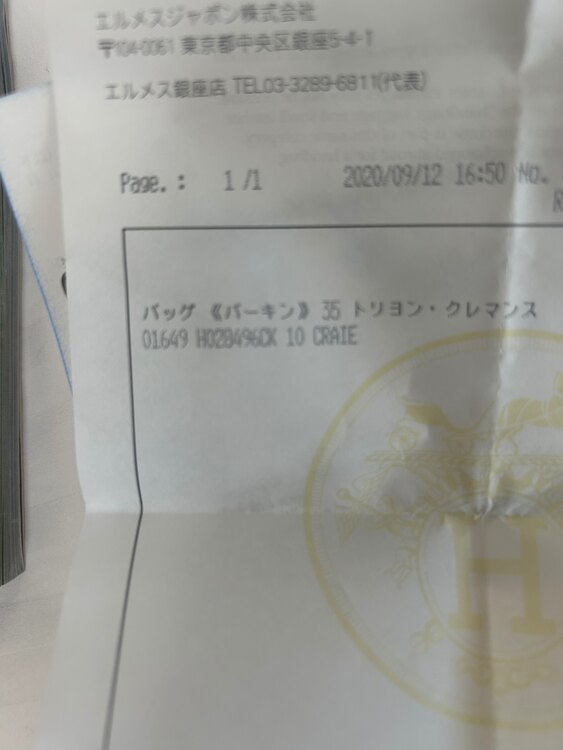 エルメスジャポン株式会社
〒104-0061 東京都中央区銀座5-4-1
エルメス銀座店 TEL03-3289-6811(代表)
Page. : 1 /1 2020/09/12 16:50 No.
バッグ 《バーキン》 35 トリヨン・クレマンス
01649 H028496CK 10 CRAIE
H